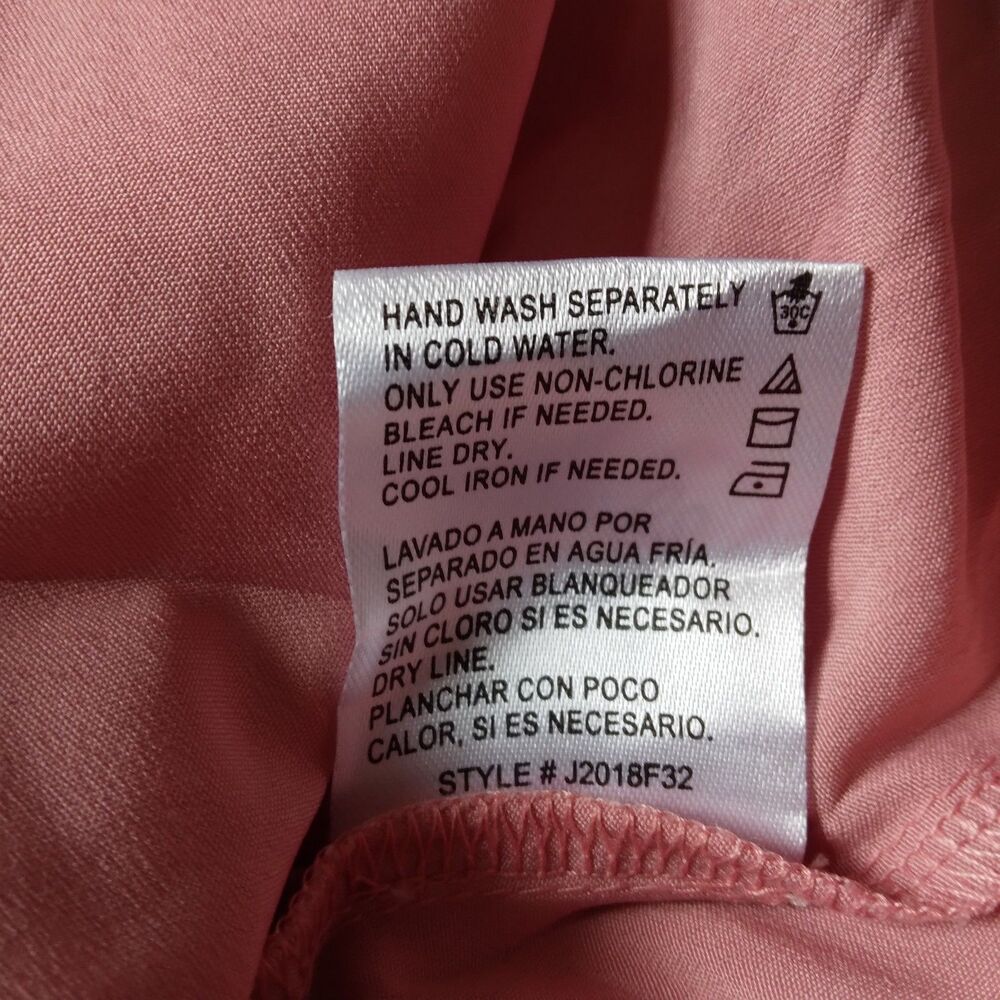 HAND WASH SEPARATELY
IN COLD WATER.
30C
ONLY USE NON-CHLORINE
BLEACH IF NEEDED.
LINE DRY.
COOL IRON IF NEEDED.
LAVADO A MANO POR
SEPARADO EN AGUA FRÍA.
SOLO USAR BLANQUEADOR
SIN CLORO SI ES NECESARIO.
DRY LINE.
PLANCHAR CON POCO
CALOR, SI ES NECESARIO.
STYLE # J2018F32